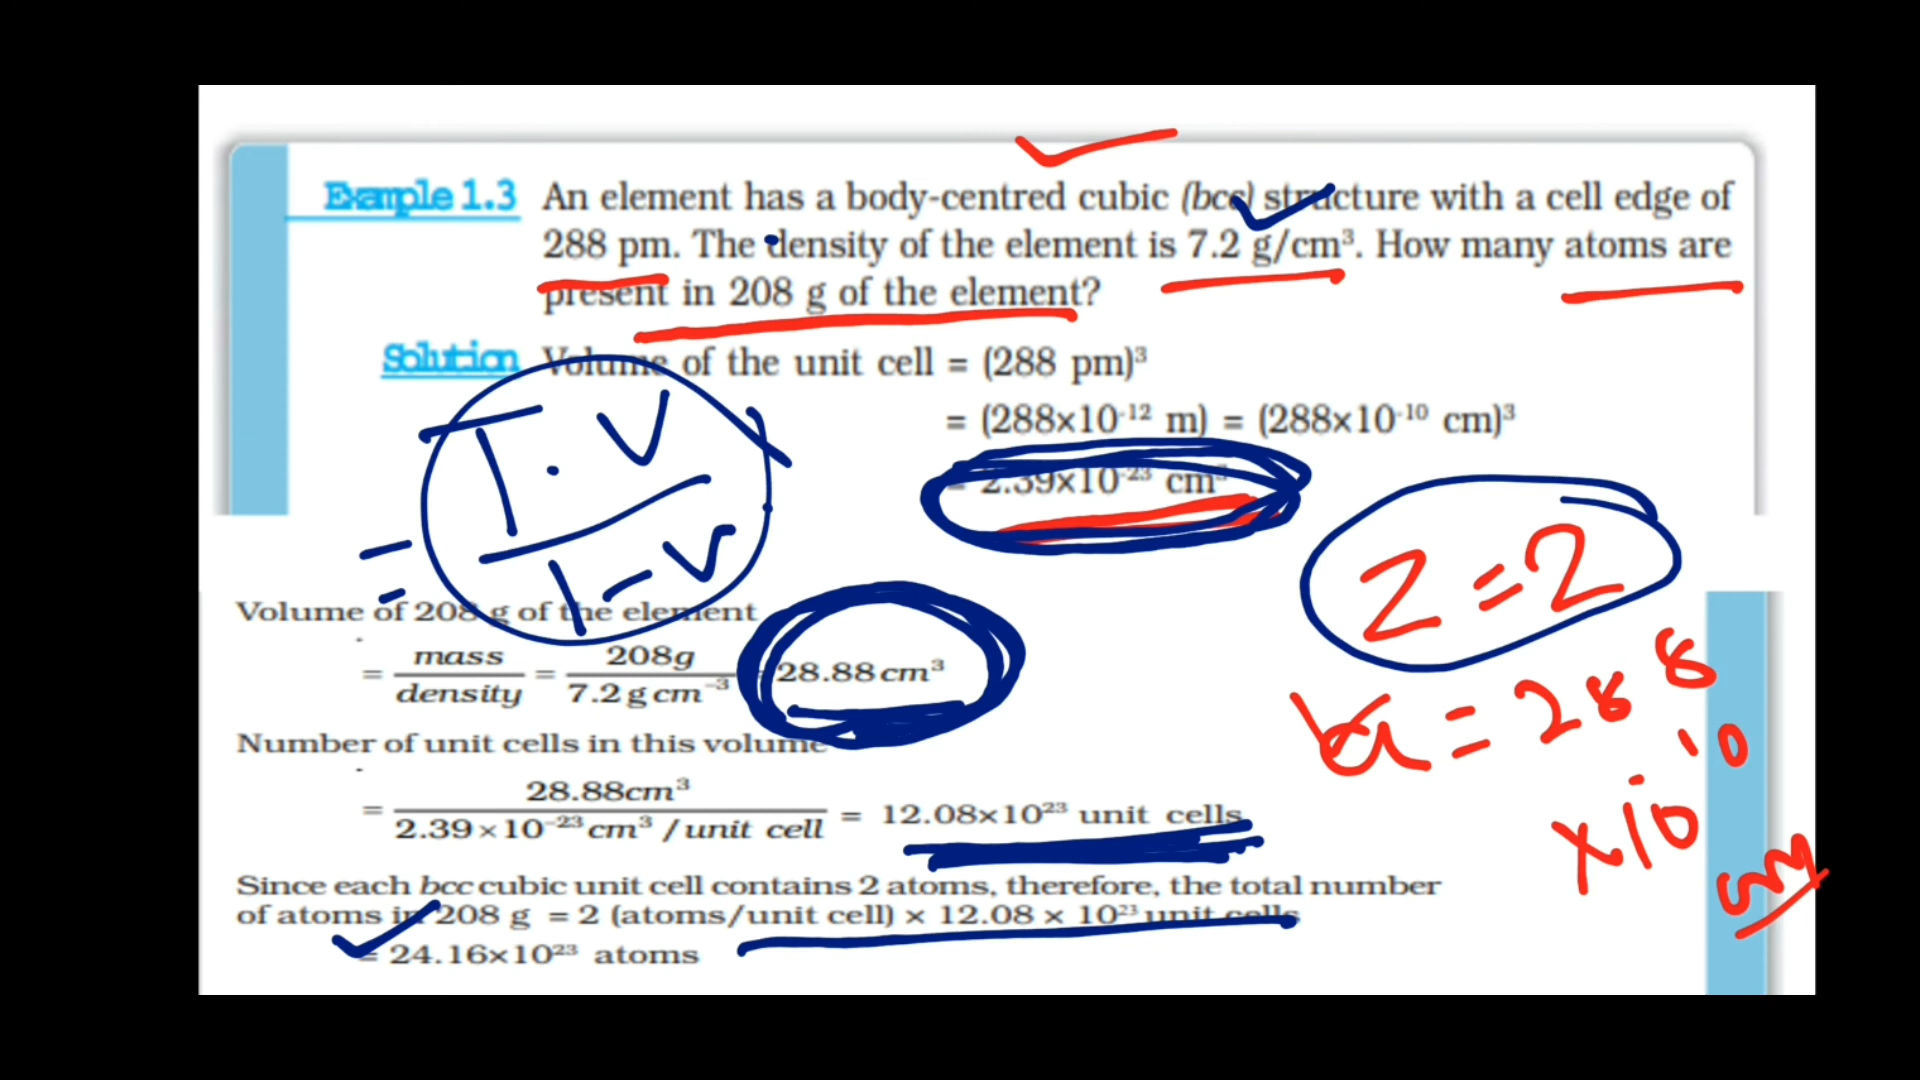 Example 1.3 An element has a body-centred cubic (bcc) structure with a cell edge of
288 pm. The density of the element is 7.2 g/cm³. How many atoms are
present in 208 g of the element?
Solution Volume of the unit cell = (288 pm)³
= (288×10⁻¹² m) = (288×10⁻¹⁰ cm)³
= 2.39×10⁻²³ cm³
T.V
=
1-V
Z=2
Volume of 208 g of the element
= mass / density = 208g / 7.2 g cm⁻³ 28.88 cm³
a = 288
×10⁻¹⁰
cm
Number of unit cells in this volume
= 28.88cm³ / 2.39×10⁻²³ cm³ / unit cell = 12.08×10²³ unit cells
Since each bcc cubic unit cell contains 2 atoms, therefore, the total number
of atoms in 208 g = 2 (atoms/unit cell) × 12.08 × 10²³ unit cells
= 24.16×10²³ atoms